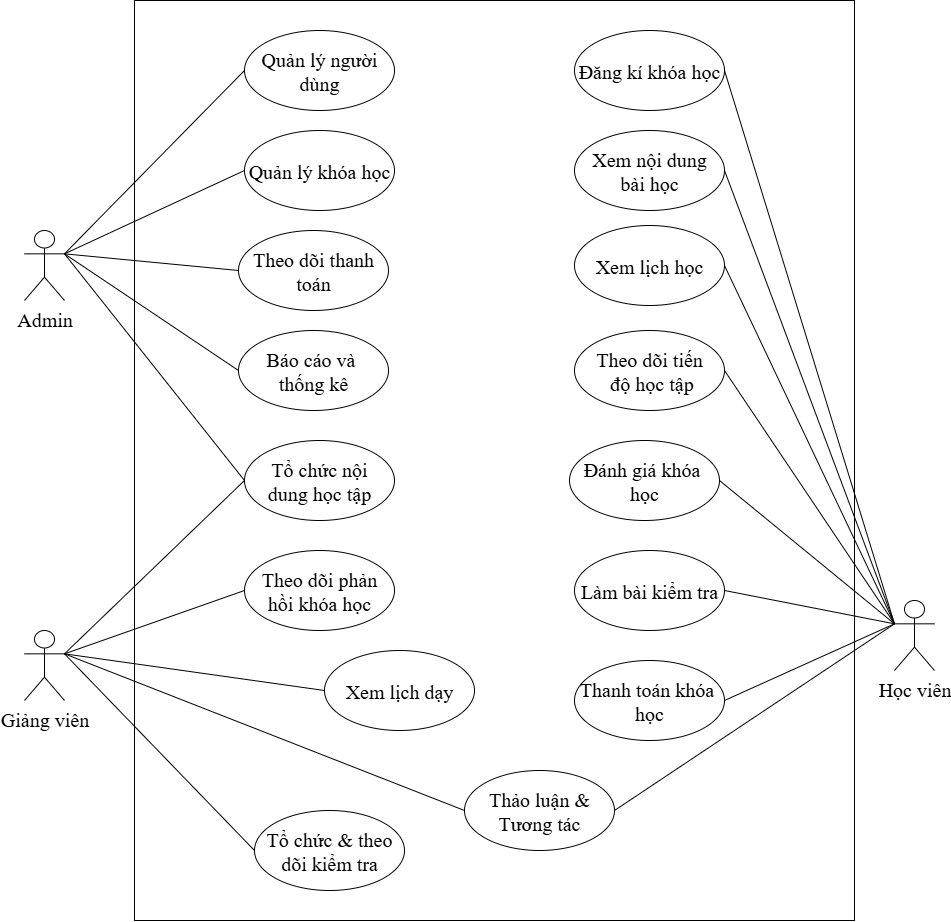 Quản lý người
dùng
Đăng kí khóa học
Quản lý khóa học
Xem nội dung
bài học
Theo dõi thanh
toán
Xem lịch học
Admin
Báo cáo và
thống kê
Theo dõi tiến
độ học tập
Tổ chức nội
dung học tập
Đánh giá khóa
học
Theo dõi phản
hồi khóa học
Làm bài kiểm tra
Giảng viên
Xem lịch dạy
Thanh toán khóa
học
Học viên
Thảo luận &
Tương tác
Tổ chức & theo
dõi kiểm tra